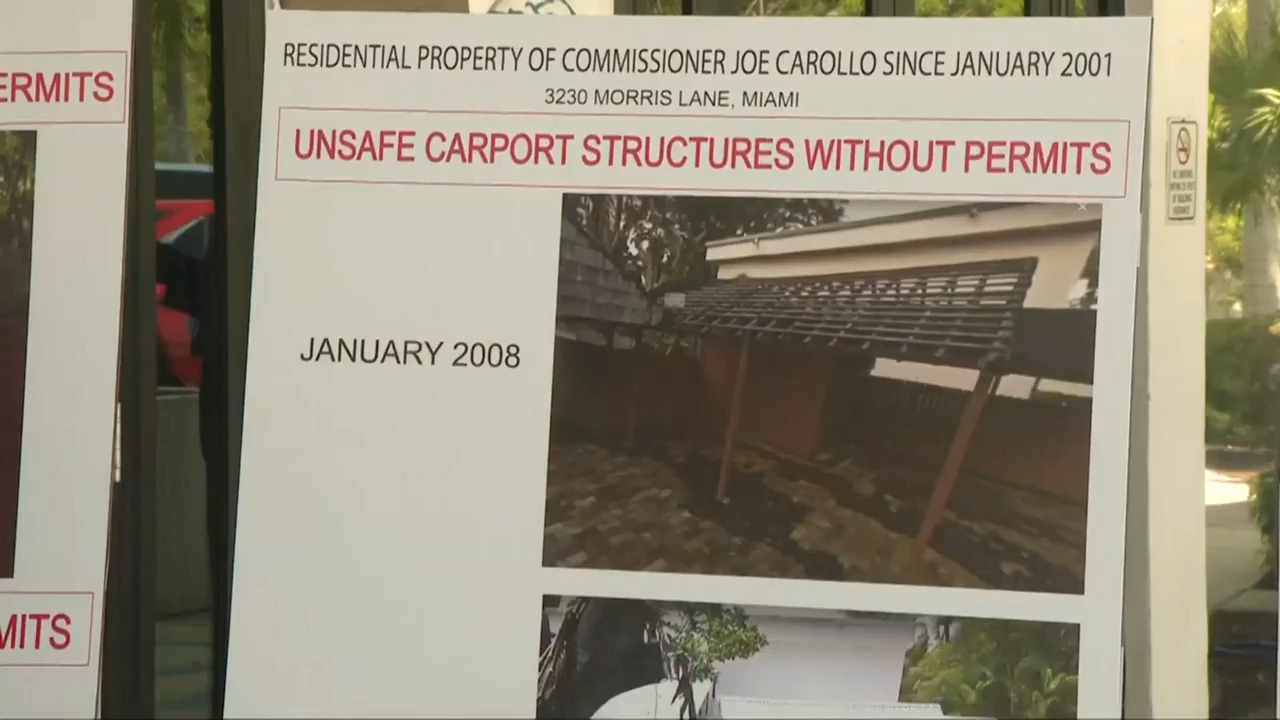 ERMITS
MITS
RESIDENTIAL PROPERTY OF COMMISSIONER JOE CAROLLO SINCE JANUARY 2001
3230 MORRIS LANE, MIAMI
UNSAFE CARPORT STRUCTURES WITHOUT PERMITS
JANUARY 2008